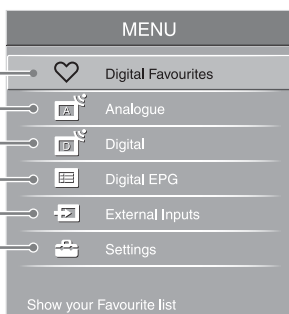 MENU
Digital Favourites
A Analogue
D Digital
Digital EPG
External Inputs
Settings
Show your Favourite list